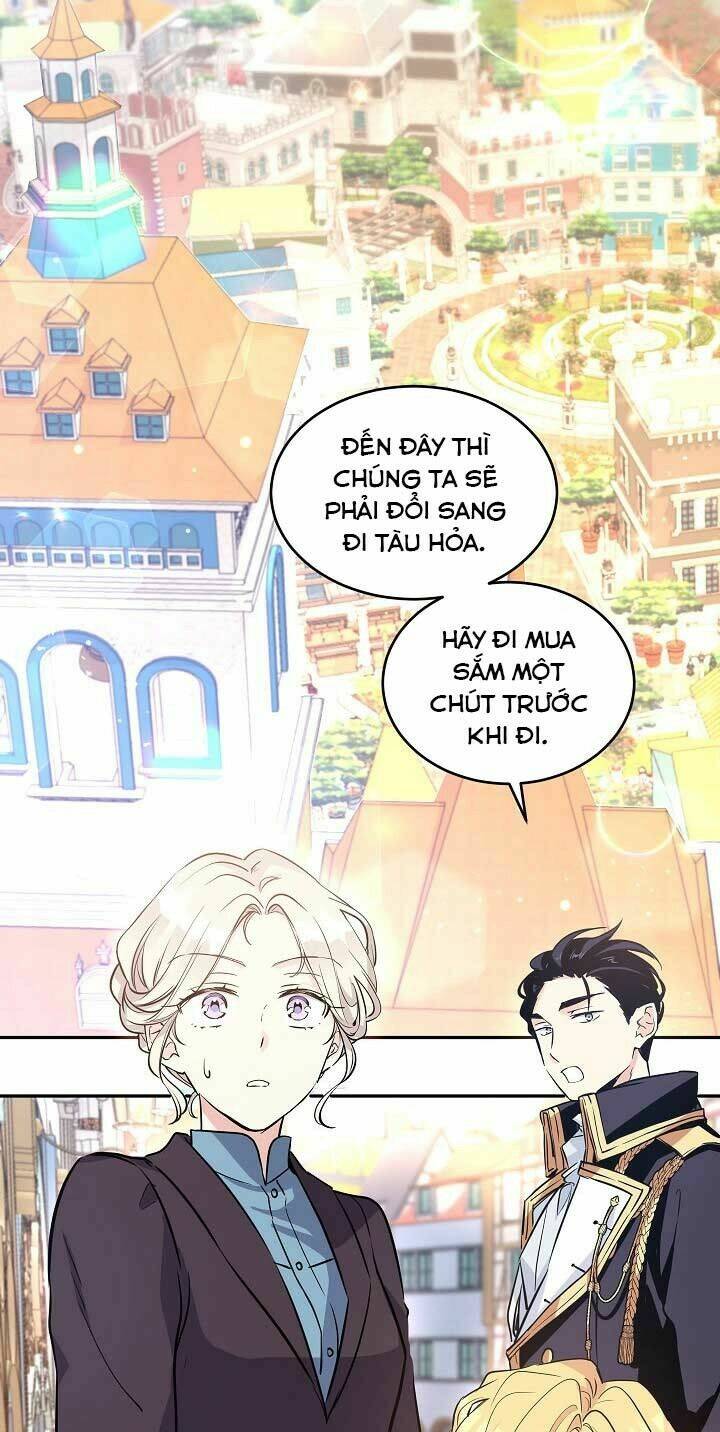 ĐẾN ĐÂY THÌ
CHÚNG TA SẼ
PHẢI ĐỔI SANG
ĐI TÀU HỎA.
HÃY ĐI MUA
SẮM MỘT
CHÚT TRƯỚC
KHI ĐI.